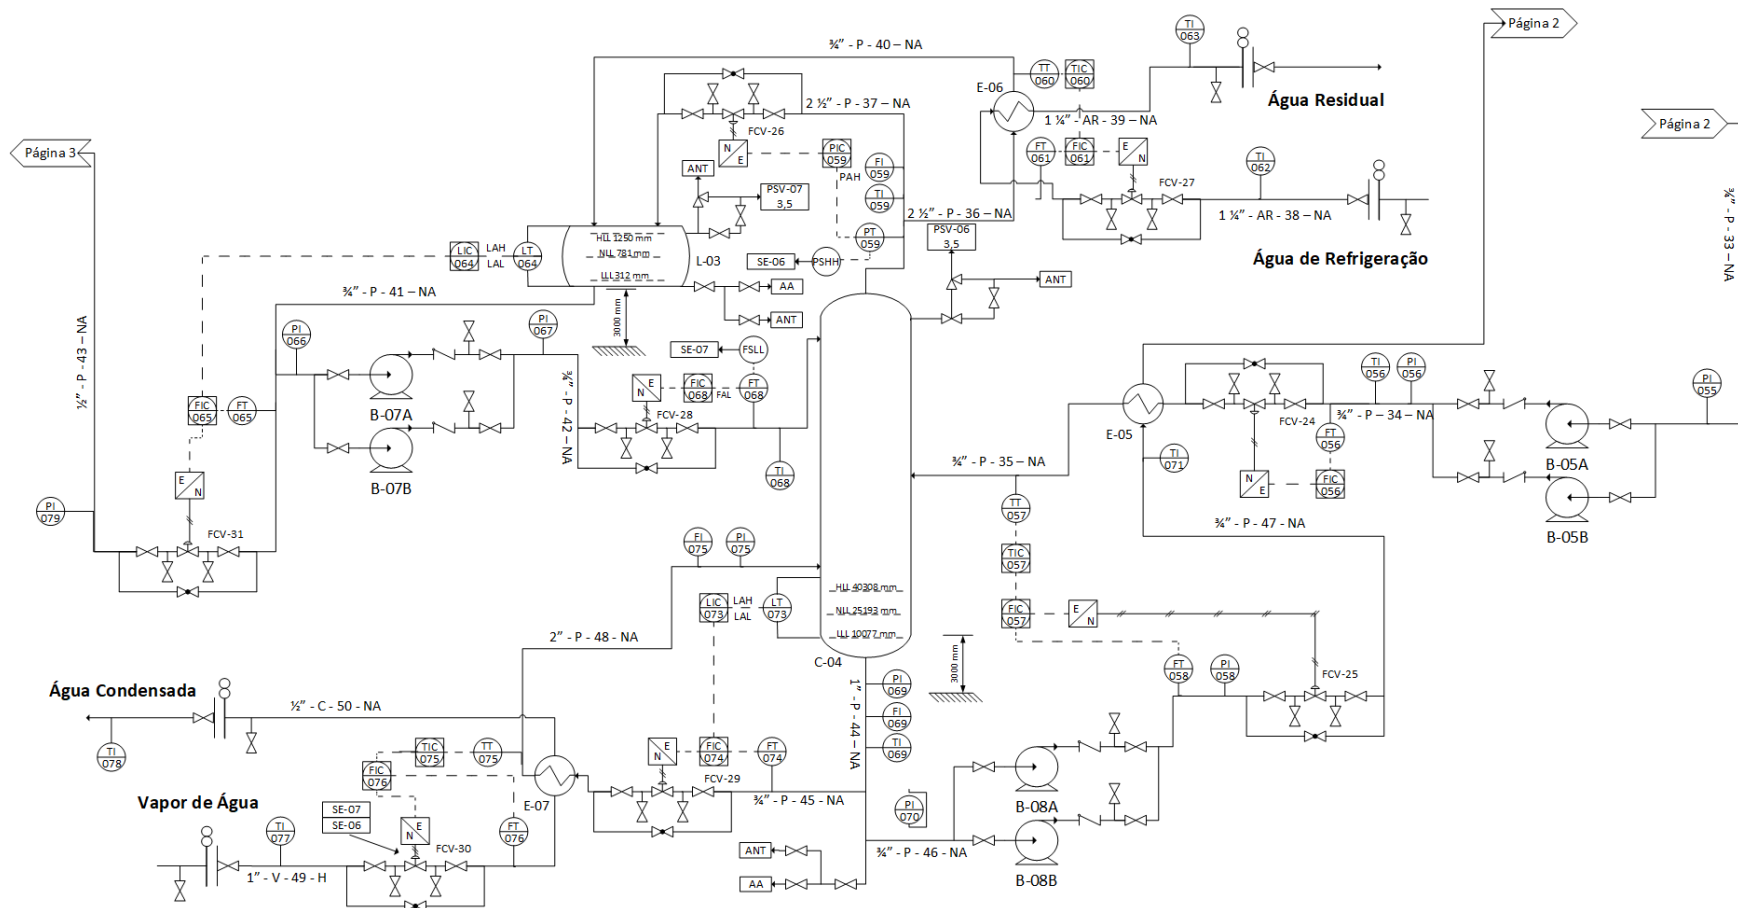 Página 2
TI
063
¾” - P - 40 – NA
TT
060
TIC
060
E-06
Água Residual
2 ½” - P - 37 – NA
1 ¼” - AR - 39 – NA
Página 2
FCV-26
Página 3
N
E
PIC
059
PAH
FI
059
TI
059
FT
061
FIC
061
E
N
TI
062
FCV-27
ANT
PSV-07
3,5
2 ½” - P - 36 – NA
1 ¼” - AR - 38 – NA
Água de Refrigeração
¾” - P - 33 – NA
PSV-06
3,5
PT
059
HLL 1250 mm
NLL 781 mm
LLL 312 mm
L-03
LIC
064
LAH
LAL
LT
064
SE-06
PSHH
ANT
AA
ANT
3000 mm
¾” - P - 41 – NA
½” - P - 43 – NA
PI
066
PI
067
SE-07
FSLL
B-07A
¾” - P - 42 – NA
E
N
FIC
068
FAL
FT
068
FCV-28
FIC
065
FT
065
B-07B
TI
068
E-05
TI
056
PI
056
PI
055
FCV-24
¾” - P – 34 – NA
FT
056
B-05A
¾” - P - 35 – NA
TI
071
N
E
FIC
056
E
N
PI
079
TT
057
¾” - P - 47 - NA
B-05B
FCV-31
FI
075
PI
075
TIC
057
HLL 40308 mm
NLL 25193 mm
LLL 10077 mm
LIC
073
LAH
LAL
LT
073
FIC
057
E
N
2” - P - 48 - NA
C-04
3000 mm
FT
058
PI
058
FCV-25
Água Condensada
½” - C - 50 - NA
1” - P - 44 – NA
PI
069
FI
069
TI
069
TI
078
TIC
075
TT
075
FIC
076
E
N
FIC
074
FT
074
FCV-29
E-07
¾” - P - 45 - NA
B-08A
Vapor de Água
SE-07
SE-06
TI
077
E
N
FT
076
FCV-30
PI
070
¾” - P - 46 - NA
ANT
B-08B
1” - V - 49 - H
AA